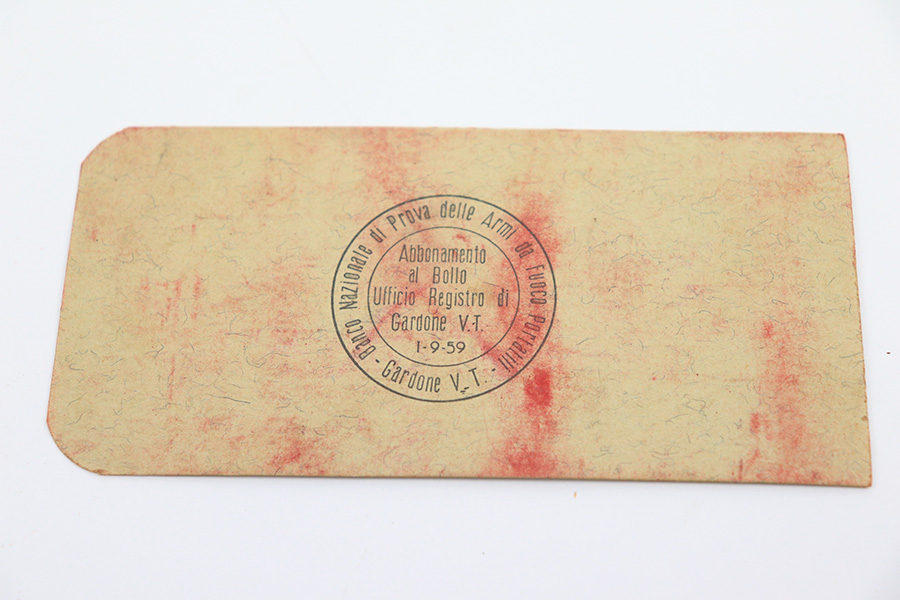 Banco Nazionale di Prova delle Armi da Fuoco Portatili
Abbonamento
al Bollo
Ufficio Registro di
Gardone V.T.
1-9-59
- Gardone V.T. -